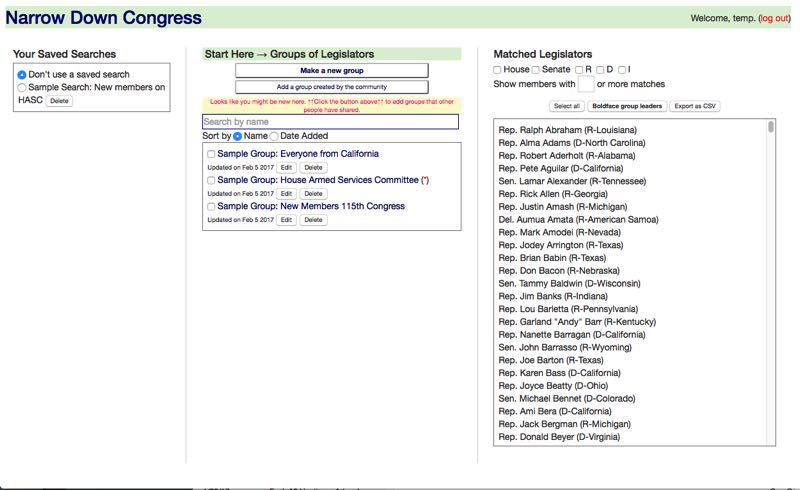 Narrow Down Congress
Welcome, temp. (log out)
Your Saved Searches
Don't use a saved search
Sample Search: New members on
HASC Delete
Start Here → Groups of Legislators
Make a new group
Add a group created by the community
Looks like you might be new here. ↑↑Click the button above↑↑ to add groups that other
people have shared.
Search by name
Sort by Name Date Added
Sample Group: Everyone from California
Updated on Feb 5 2017 Edit Delete
Sample Group: House Armed Services Committee (*)
Updated on Feb 5 2017 Edit Delete
Sample Group: New Members 115th Congress
Updated on Feb 5 2017 Edit Delete
Matched Legislators
House Senate R D I
Show members with or more matches
Select all Boldface group leaders Export as CSV
Rep. Ralph Abraham (R-Louisiana)
Rep. Alma Adams (D-North Carolina)
Rep. Robert Aderholt (R-Alabama)
Rep. Pete Aguilar (D-California)
Sen. Lamar Alexander (R-Tennessee)
Rep. Rick Allen (R-Georgia)
Rep. Justin Amash (R-Michigan)
Del. Aumua Amata (R-American Samoa)
Rep. Mark Amodei (R-Nevada)
Rep. Jodey Arrington (R-Texas)
Rep. Brian Babin (R-Texas)
Rep. Don Bacon (R-Nebraska)
Sen. Tammy Baldwin (D-Wisconsin)
Rep. Jim Banks (R-Indiana)
Rep. Lou Barletta (R-Pennsylvania)
Rep. Garland "Andy" Barr (R-Kentucky)
Rep. Nanette Barragan (D-California)
Sen. John Barrasso (R-Wyoming)
Rep. Joe Barton (R-Texas)
Rep. Karen Bass (D-California)
Rep. Joyce Beatty (D-Ohio)
Sen. Michael Bennet (D-Colorado)
Rep. Ami Bera (D-California)
Rep. Jack Bergman (R-Michigan)
Rep. Donald Beyer (D-Virginia)